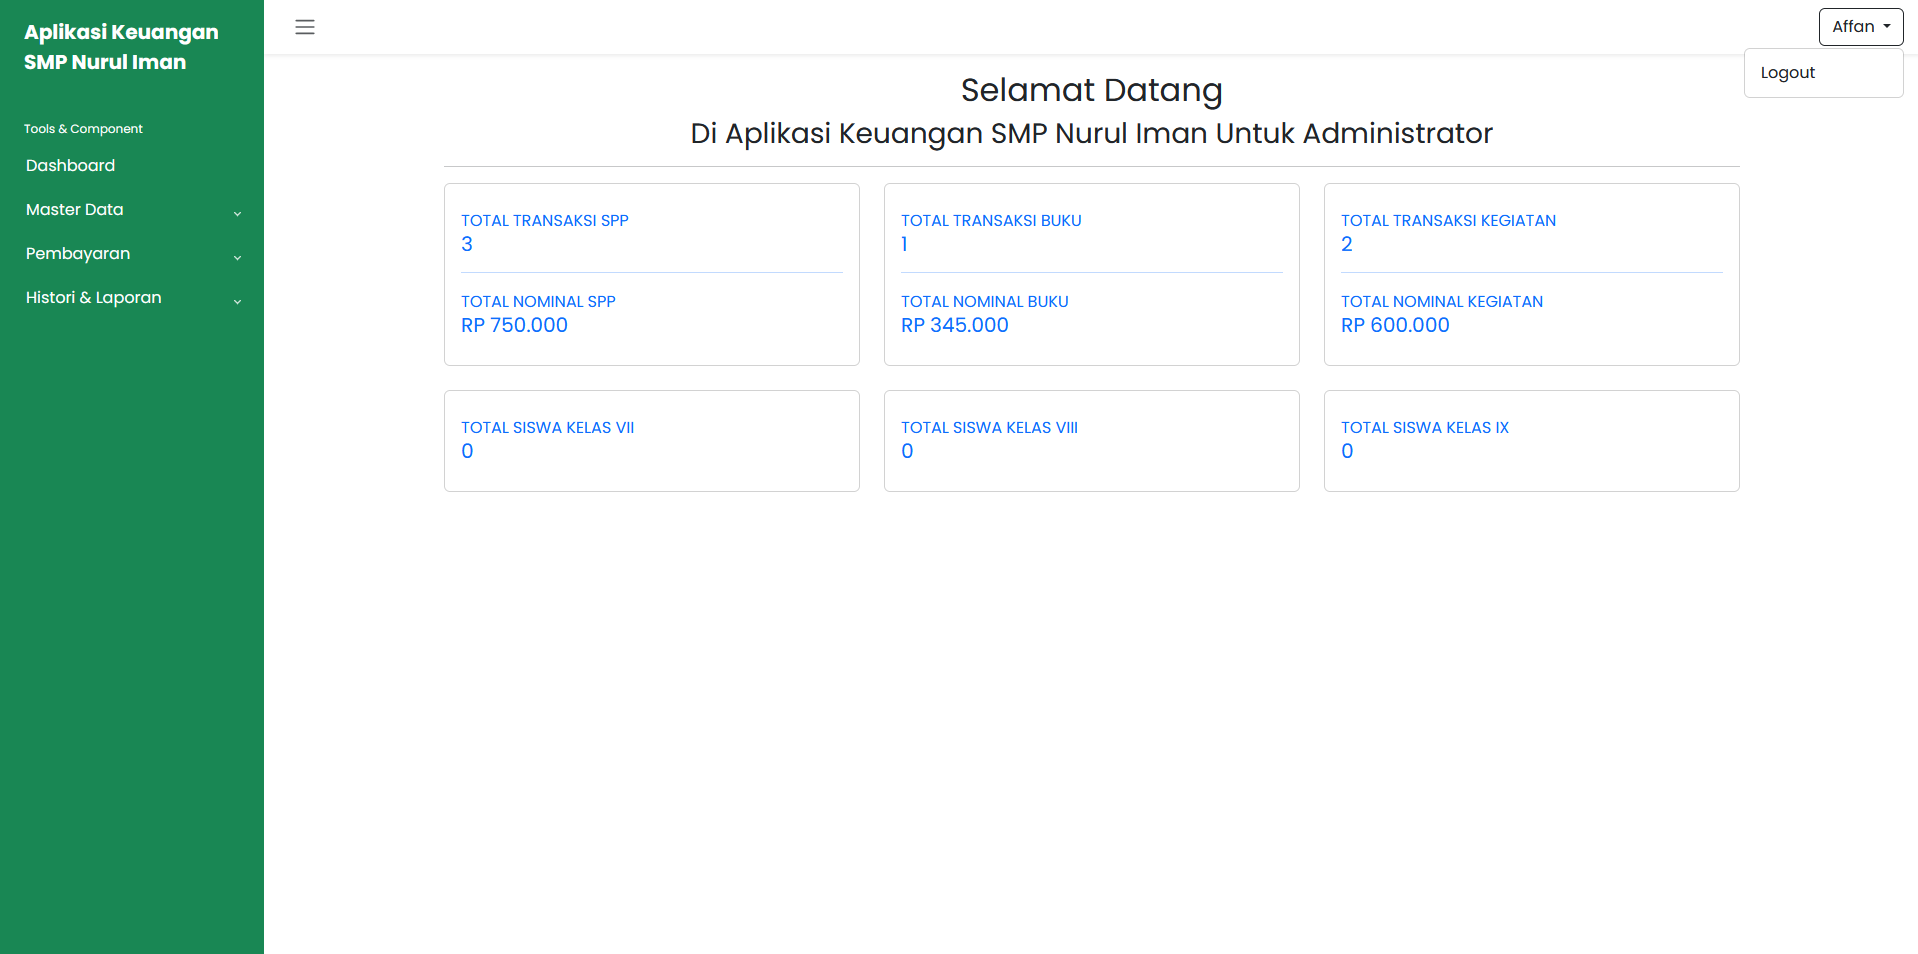 Aplikasi Keuangan
SMP Nurul Iman
Tools & Component
Dashboard
Master Data
Pembayaran
Histori & Laporan
Affan
Logout
Selamat Datang
Di Aplikasi Keuangan SMP Nurul Iman Untuk Administrator
TOTAL TRANSAKSI SPP
3
TOTAL NOMINAL SPP
RP 750.000
TOTAL TRANSAKSI BUKU
1
TOTAL NOMINAL BUKU
RP 345.000
TOTAL TRANSAKSI KEGIATAN
2
TOTAL NOMINAL KEGIATAN
RP 600.000
TOTAL SISWA KELAS VII
0
TOTAL SISWA KELAS VIII
0
TOTAL SISWA KELAS IX
0